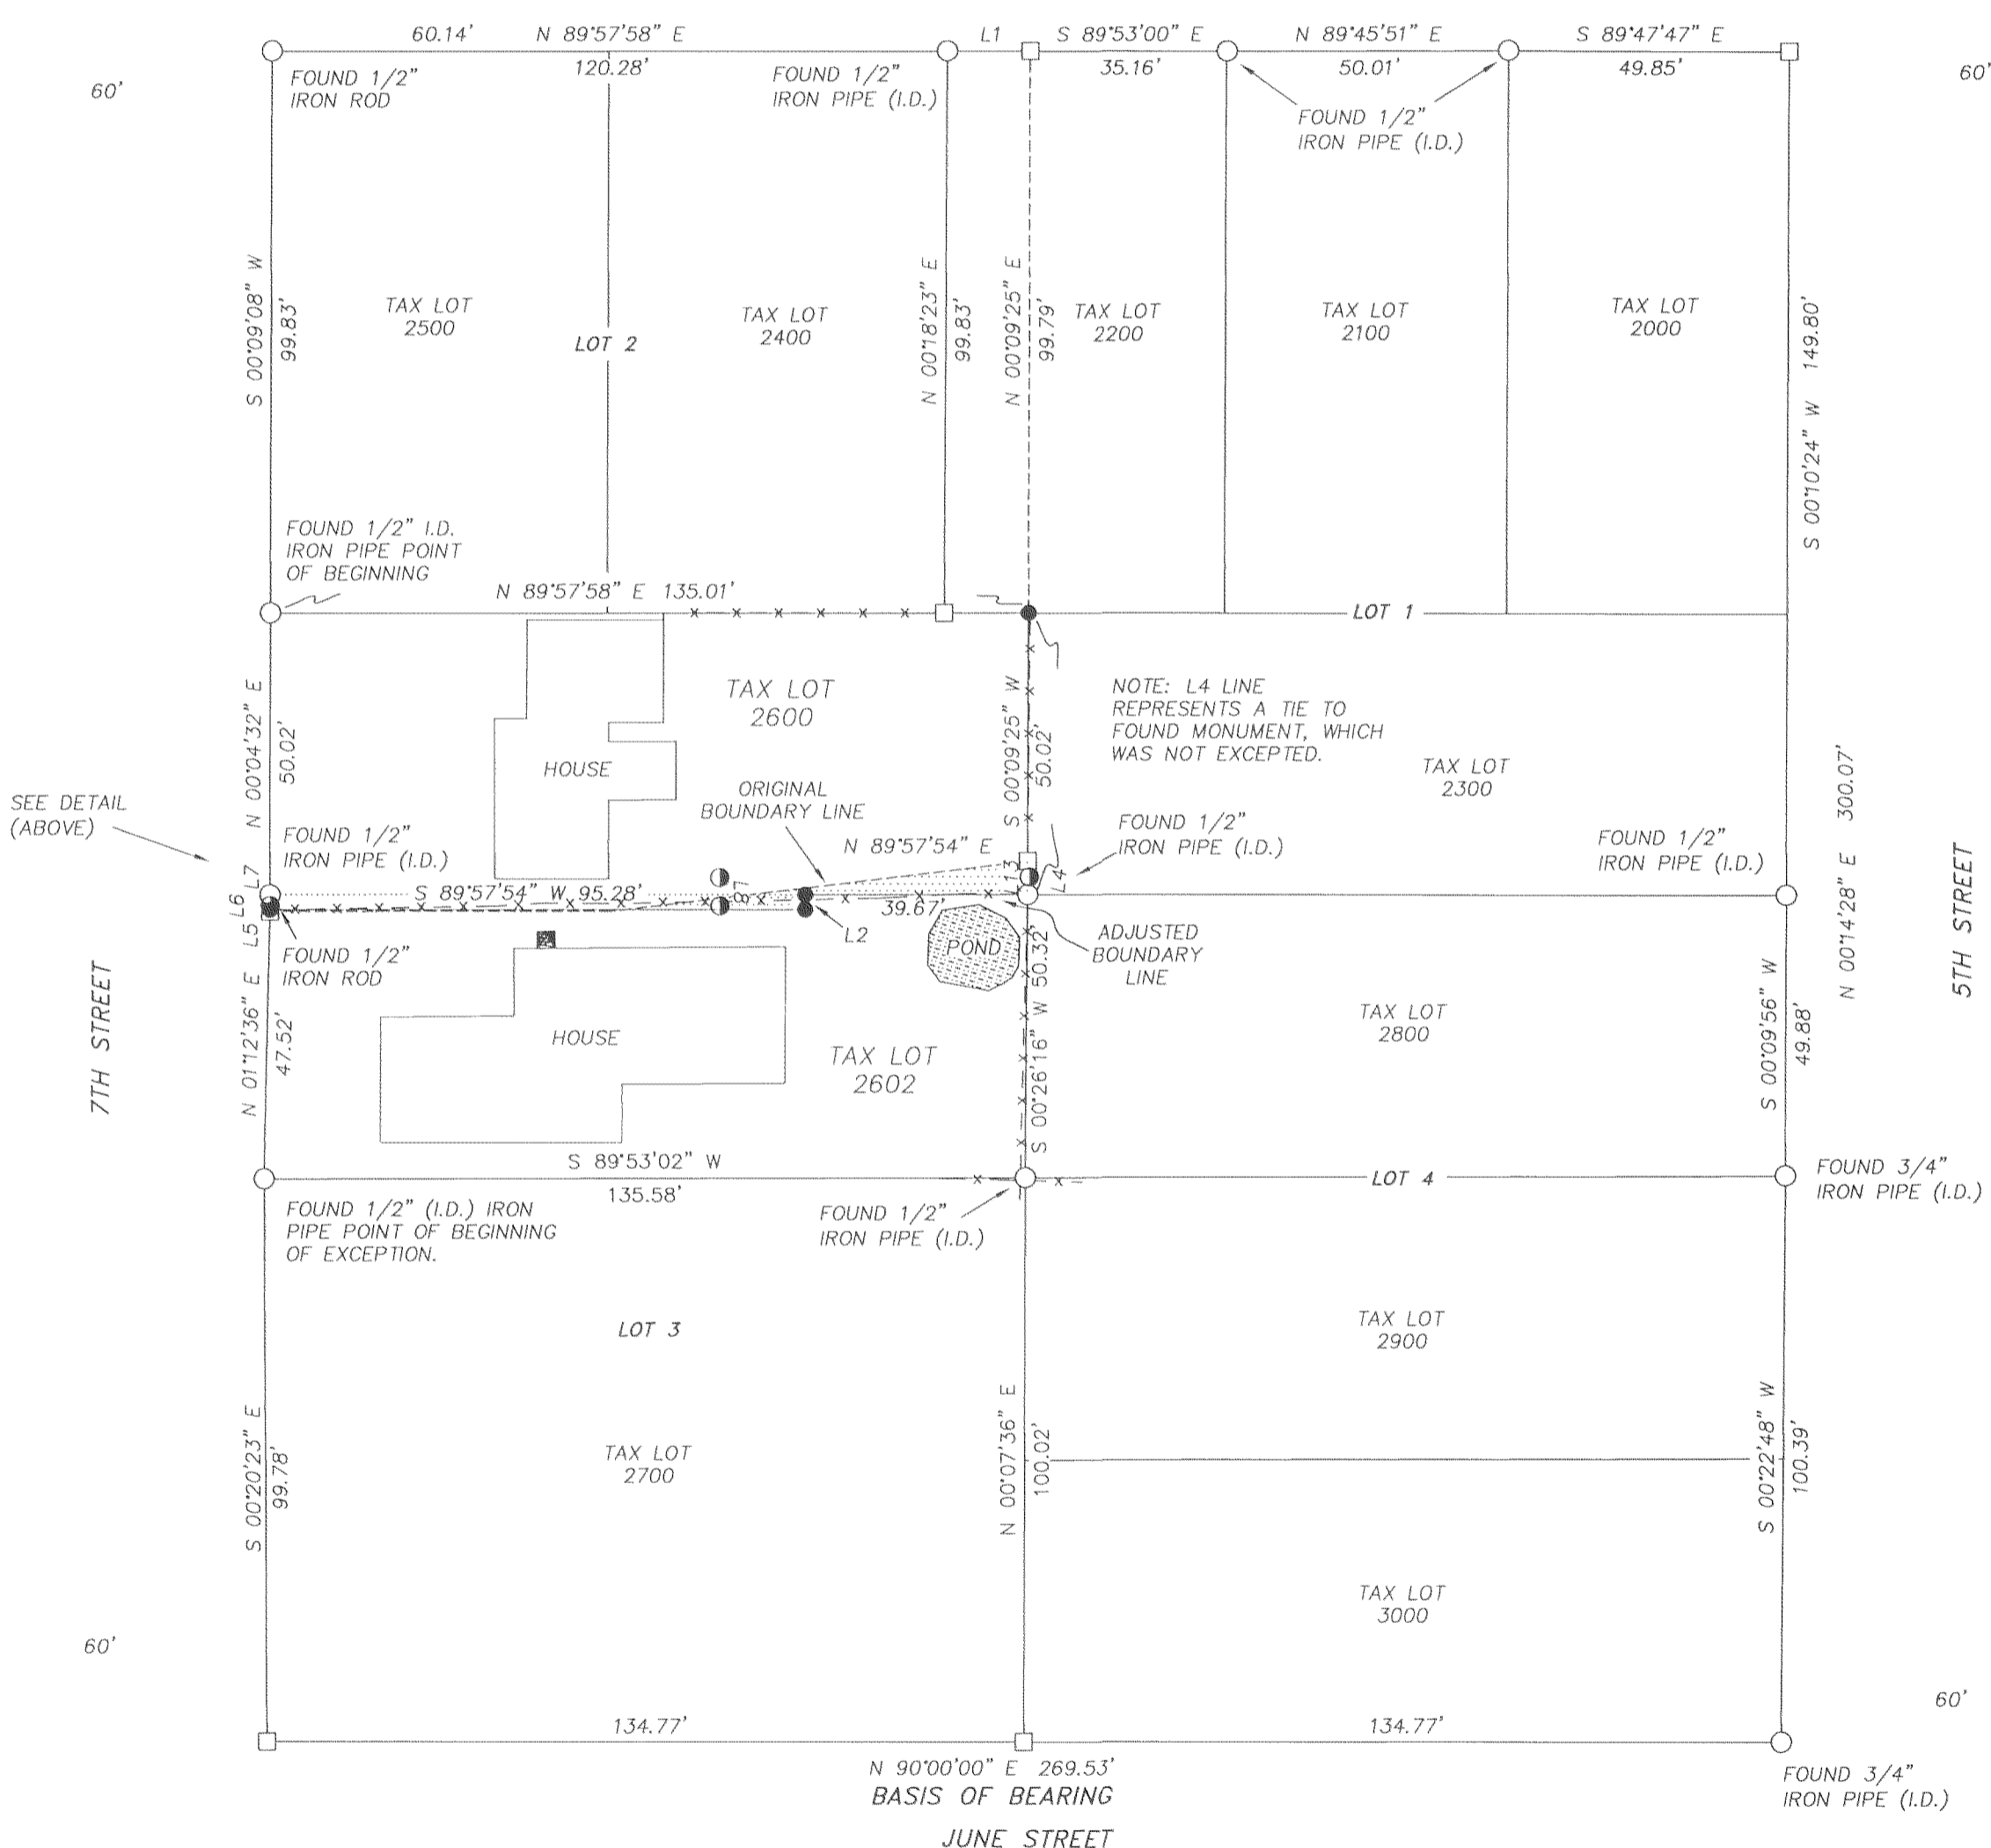 60.14' N 89°57'58" E L1 S 89°53'00" E N 89°45'51" E S 89°47'47" E
120.28' 35.16' 50.01' 49.85'
60'
60'
FOUND 1/2"
IRON ROD
FOUND 1/2"
IRON PIPE (I.D.)
FOUND 1/2"
IRON PIPE (I.D.)
S 00°09'08" W
99.83'
TAX LOT
2500
LOT 2
TAX LOT
2400
N 00°18'23" E
99.83'
N 00°09'25" E
99.79'
TAX LOT
2200
TAX LOT
2100
TAX LOT
2000
S 00°10'24" W 149.80'
FOUND 1/2" I.D.
IRON PIPE POINT
OF BEGINNING
N 89°57'58" E 135.01'
LOT 1
N 00°04'32" E
50.02'
TAX LOT
2600
HOUSE
S 00°09'25" W
50.02'
NOTE: L4 LINE
REPRESENTS A TIE TO
FOUND MONUMENT, WHICH
WAS NOT EXCEPTED.
TAX LOT
2300
N 00°14'28" E 300.07'
5TH STREET
SEE DETAIL
(ABOVE)
ORIGINAL
BOUNDARY LINE
FOUND 1/2"
IRON PIPE (I.D.)
N 89°57'54" E
FOUND 1/2"
IRON PIPE (I.D.)
FOUND 1/2"
IRON PIPE (I.D.)
L5 L6 L7
S 89°57'54" W 95.28'
39.67'
L2
L4
FOUND 1/2"
IRON ROD
POND
ADJUSTED
BOUNDARY
LINE
7TH STREET
N 01°12'36" E
47.52'
HOUSE
TAX LOT
2602
S 00°26'16" W 50.32'
TAX LOT
2800
S 00°09'56" W
49.88'
S 89°53'02" W
135.58'
FOUND 1/2" (I.D.) IRON
PIPE POINT OF BEGINNING
OF EXCEPTION.
FOUND 1/2"
IRON PIPE (I.D.)
LOT 4
FOUND 3/4"
IRON PIPE (I.D.)
LOT 3
TAX LOT
2900
S 00°20'23" E
99.78'
TAX LOT
2700
N 00°07'36" E
100.02'
S 00°22'48" W
100.39'
TAX LOT
3000
60'
60'
134.77'
134.77'
N 90°00'00" E 269.53'
BASIS OF BEARING
JUNE STREET
FOUND 3/4"
IRON PIPE (I.D.)